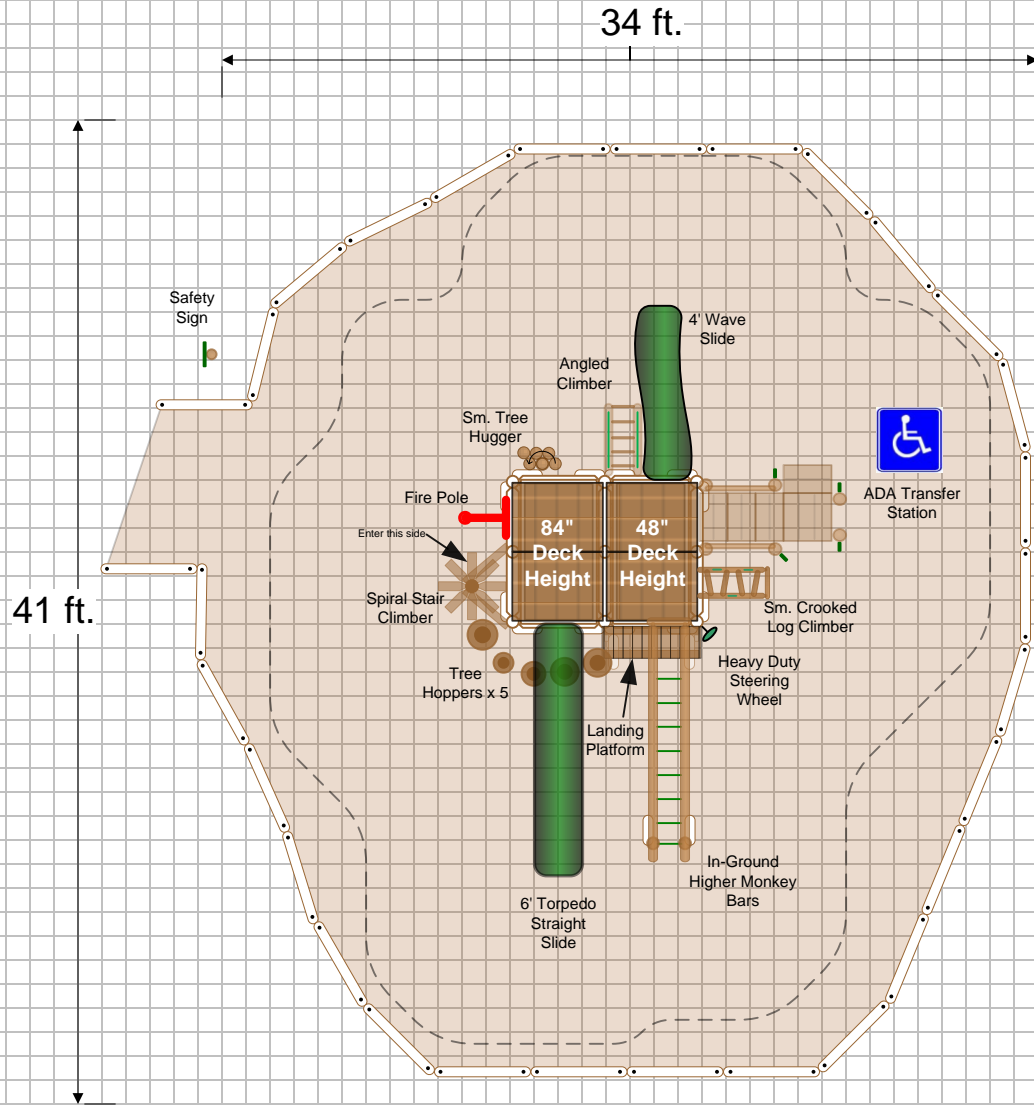 34 ft.
Safety
Sign
4' Wave
Slide
Angled
Climber
Sm. Tree
Hugger
ADA Transfer
Station
Fire Pole
Enter this side
84"
Deck
Height
48"
Deck
Height
41 ft.
Spiral Stair
Climber
Sm. Crooked
Log Climber
Tree
Hoppers x 5
Heavy Duty
Steering
Wheel
Landing
Platform
In-Ground
Higher Monkey
Bars
6' Torpedo
Straight
Slide